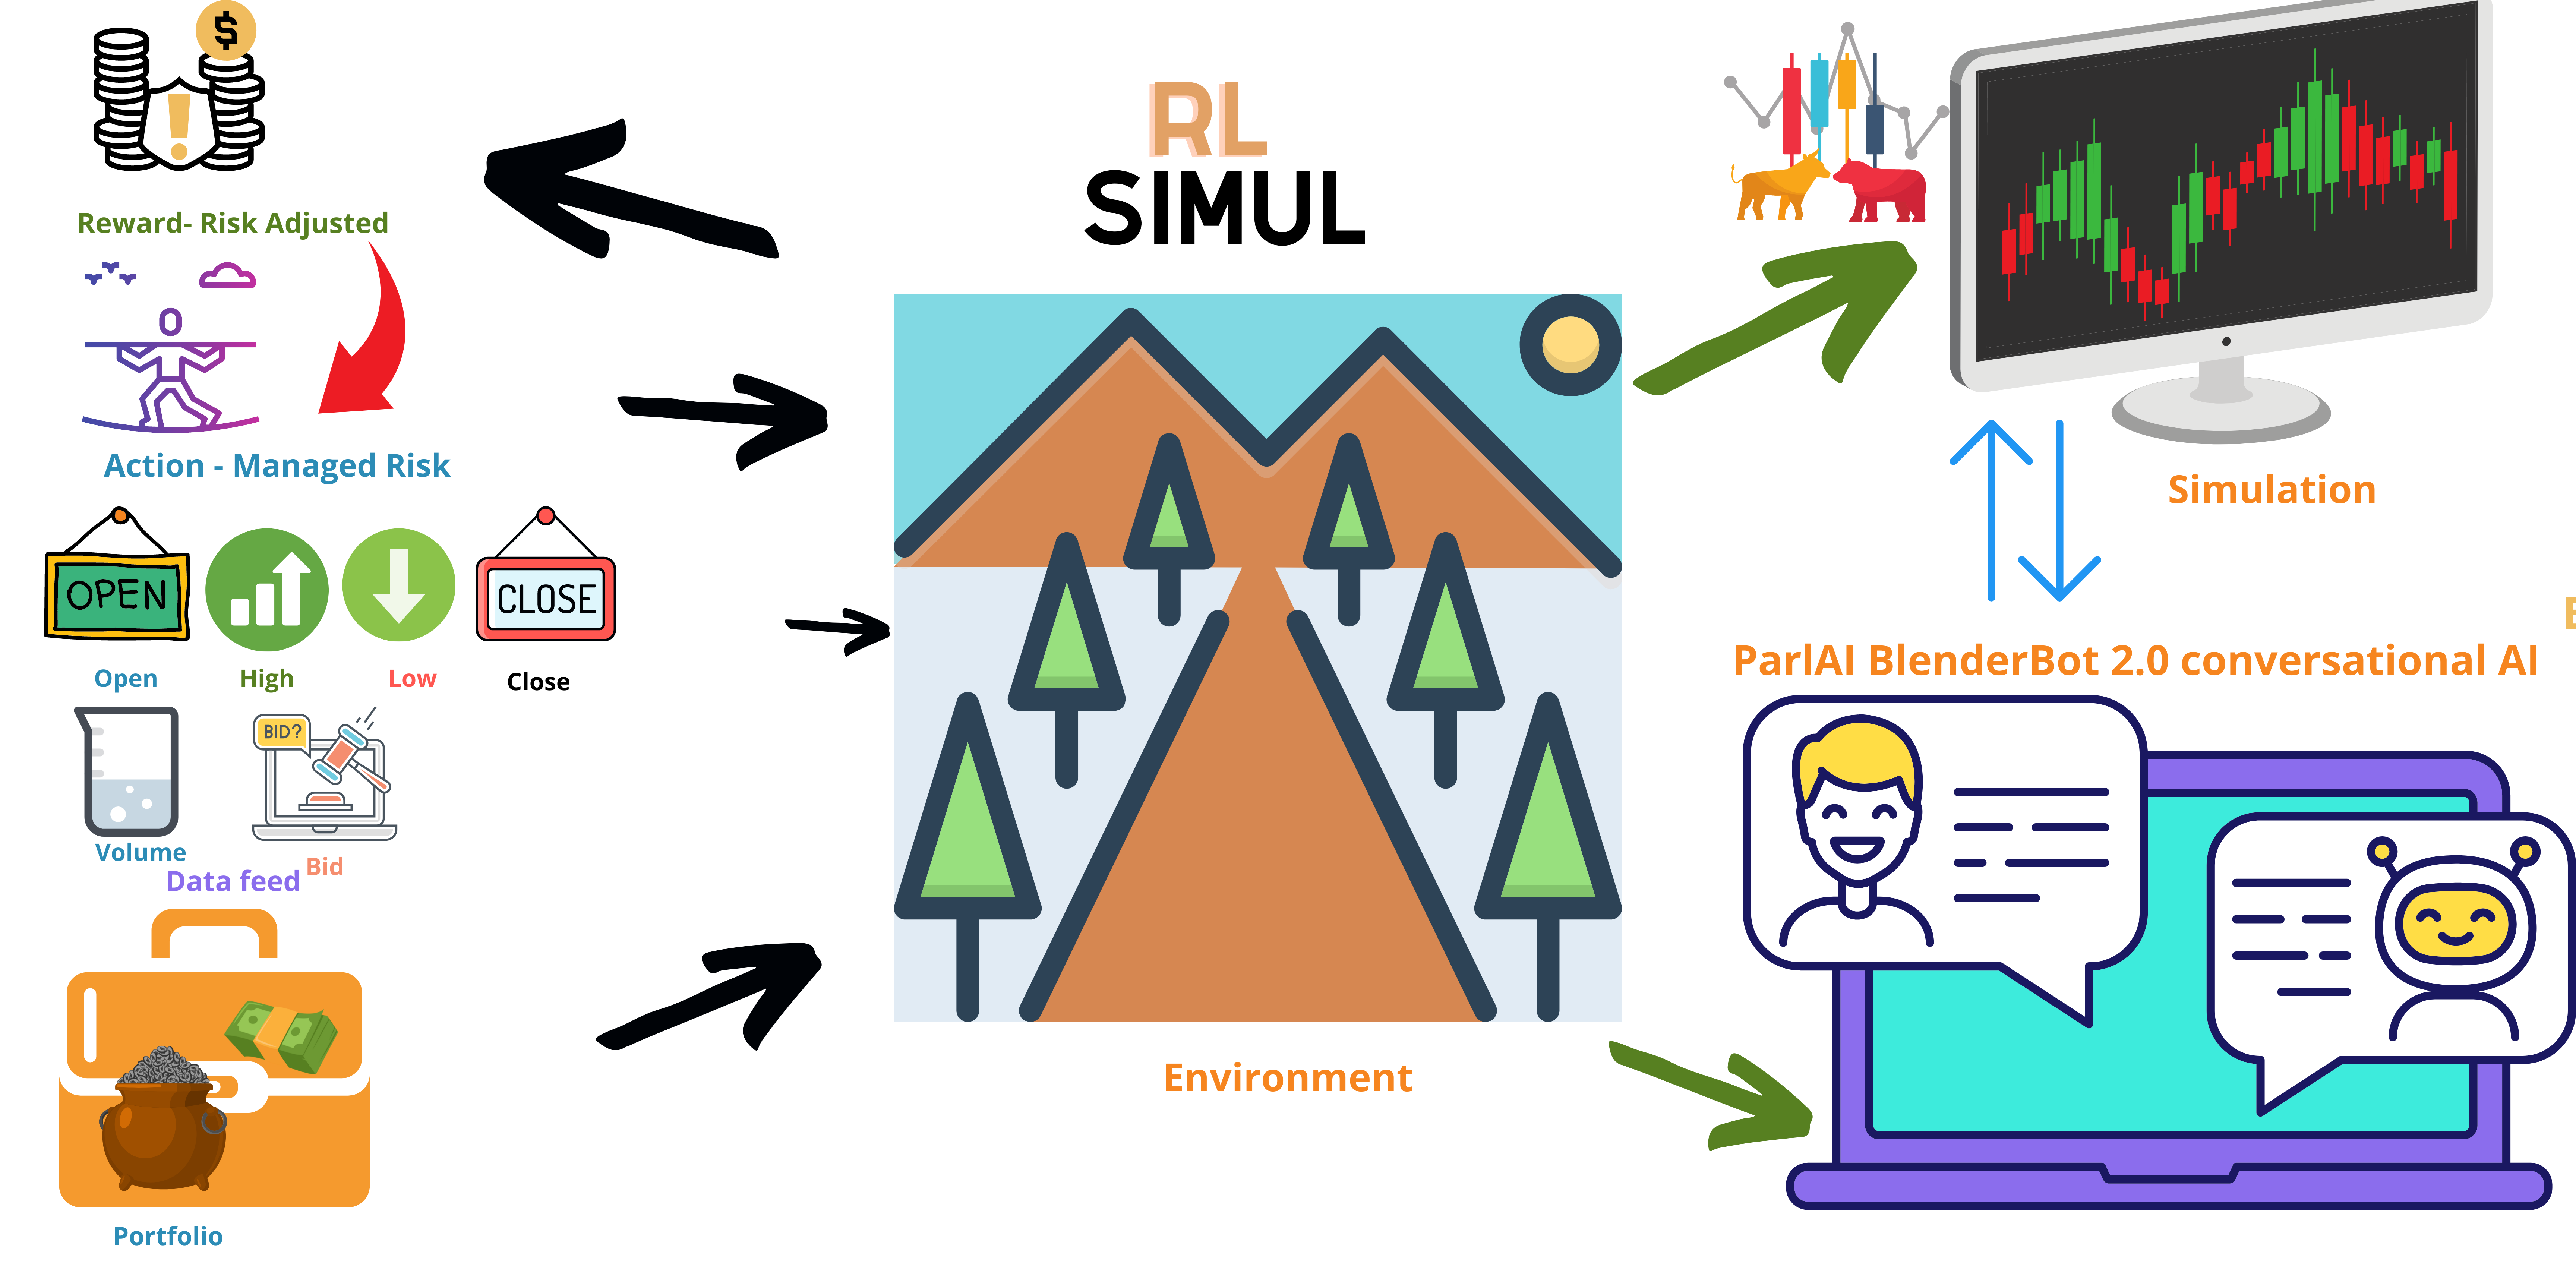 $
Reward- Risk Adjusted
Action - Managed Risk
OPEN
CLOSE
Open
High
Low
Close
BID?
Volume
Bid
Data feed
Portfolio
RL
SIMUL
Environment
Simulation
ParlAI BlenderBot 2.0 conversational AI